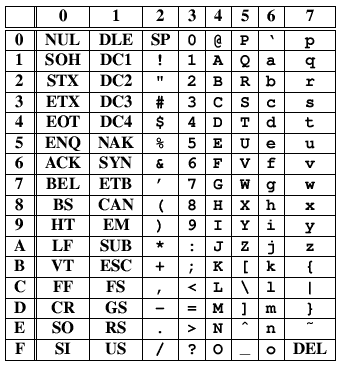 0 1 2 3 4 5 6 7
0 NUL DLE SP 0 @ P ` p
1 SOH DC1 ! 1 A Q a q
2 STX DC2 " 2 B R b r
3 ETX DC3 # 3 C S c s
4 EOT DC4 $ 4 D T d t
5 ENQ NAK % 5 E U e u
6 ACK SYN & 6 F V f v
7 BEL ETB ' 7 G W g w
8 BS CAN ( 8 H X h x
9 HT EM ) 9 I Y i y
A LF SUB * : J Z j z
B VT ESC + ; K [ k {
C FF FS , < L \ l |
D CR GS - = M ] m }
E SO RS . > N ^ n ~
F SI US / ? O _ o DEL